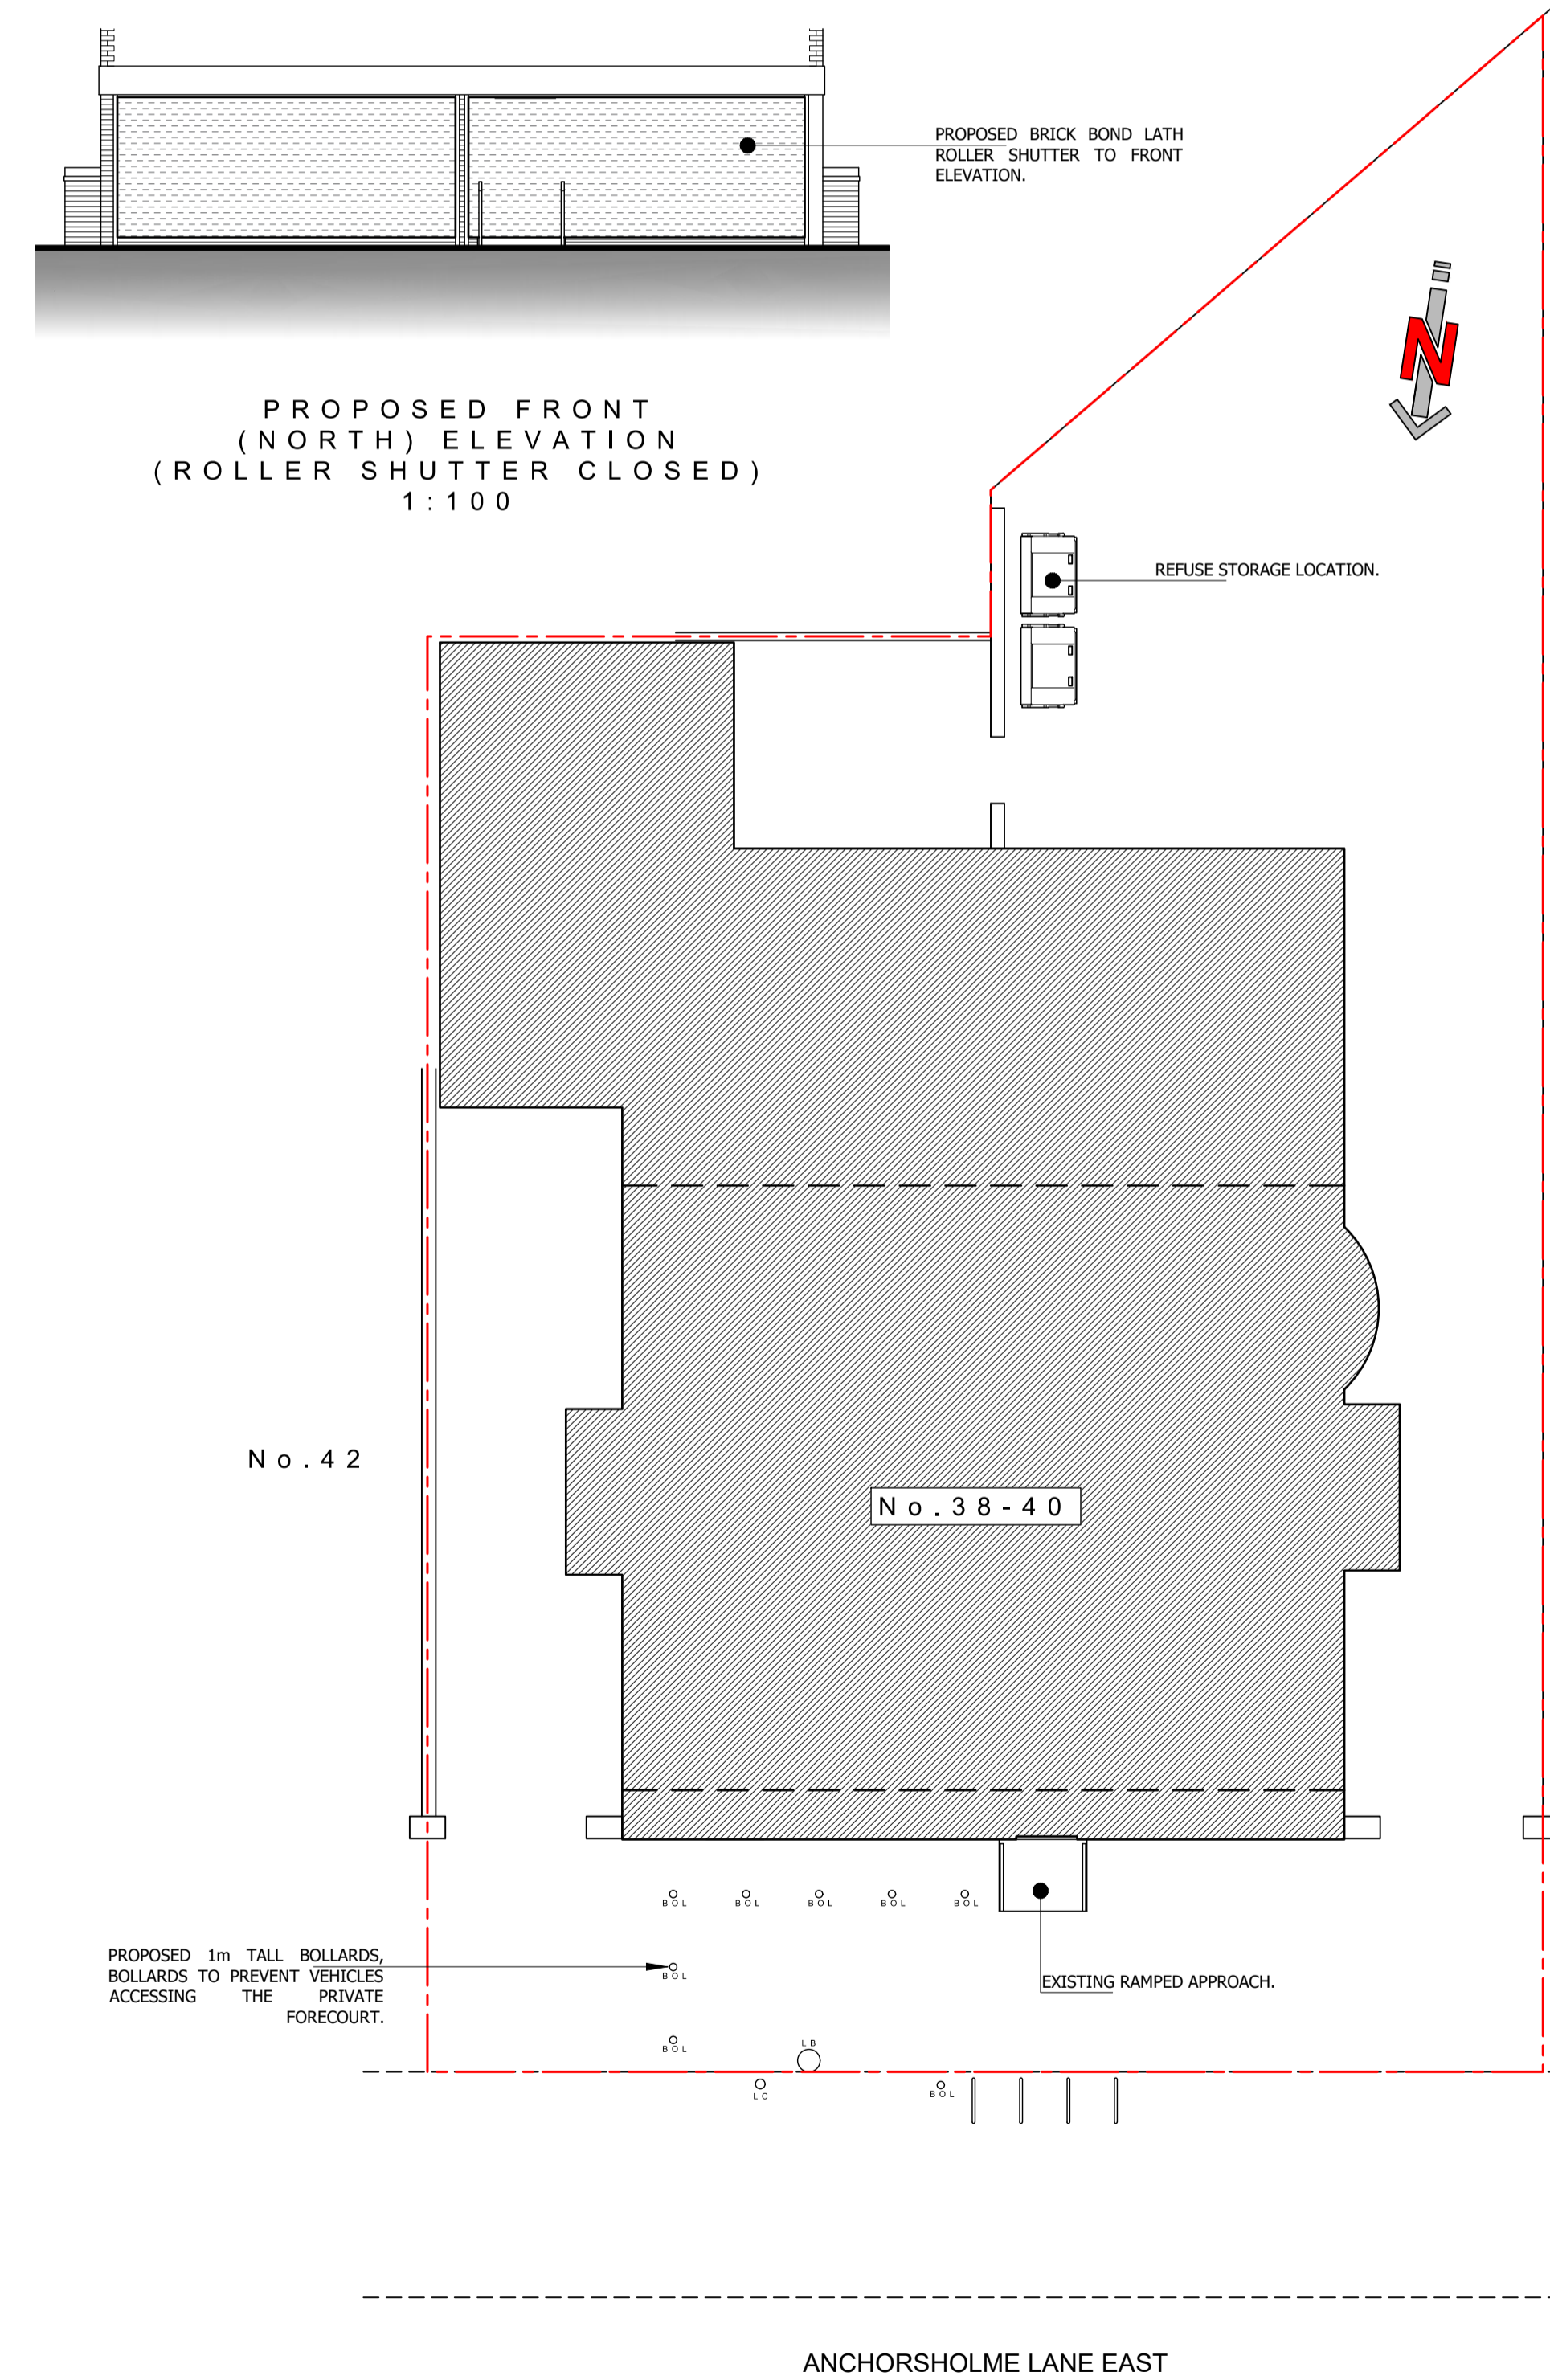 PROPOSED BRICK BOND LATH
ROLLER SHUTTER TO FRONT
ELEVATION.
PROPOSED FRONT
(NORTH) ELEVATION
(ROLLER SHUTTER CLOSED)
1:100
N
REFUSE STORAGE LOCATION.
No.42
No.38-40
BOL
BOL
BOL
BOL
BOL
PROPOSED 1m TALL BOLLARDS,
BOLLARDS TO PREVENT VEHICLES
ACCESSING THE PRIVATE
FORECOURT.
BOL
EXISTING RAMPED APPROACH.
BOL
LB
LC
BOL
ANCHORSHOLME LANE EAST